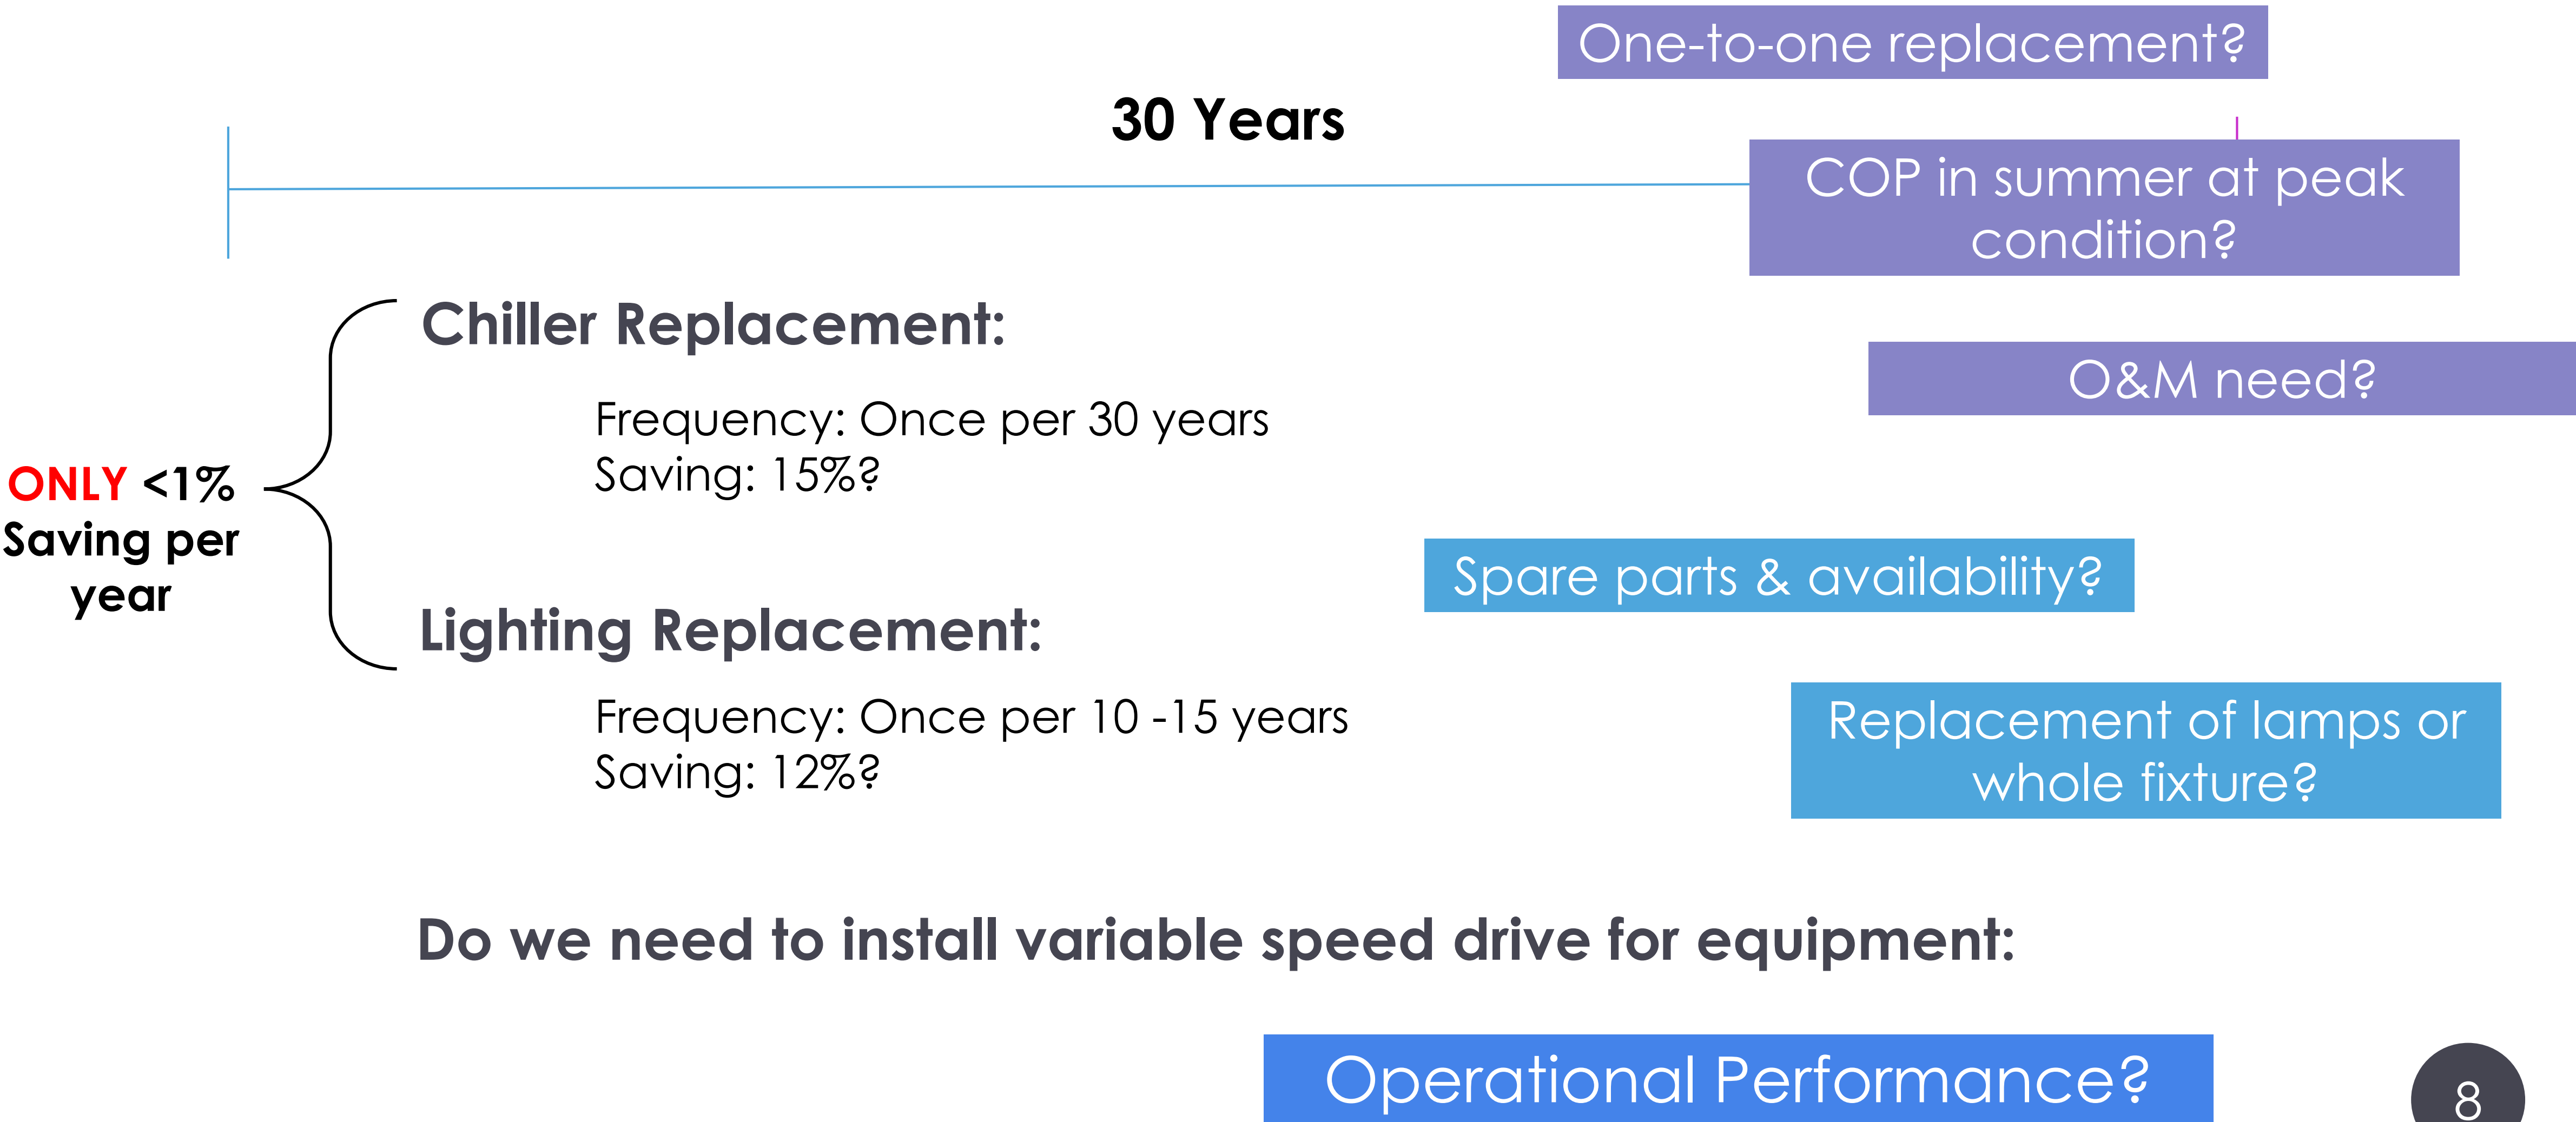 One-to-one replacement?
30 Years
COP in summer at peak
condition?
Chiller Replacement:
O&M need?
Frequency: Once per 30 years
Saving: 15%?
ONLY <1%
Saving per
year
Spare parts & availability?
Lighting Replacement:
Frequency: Once per 10 -15 years
Saving: 12%?
Replacement of lamps or
whole fixture?
Do we need to install variable speed drive for equipment:
Operational Performance?
8